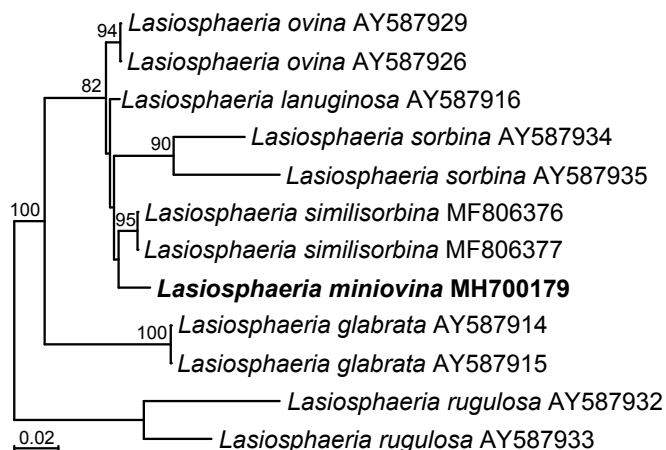 94
Lasiosphaeria ovina AY587929
Lasiosphaeria ovina AY587926
82
Lasiosphaeria lanuginosa AY587916
90
Lasiosphaeria sorbina AY587934
Lasiosphaeria sorbina AY587935
100
95
Lasiosphaeria similisorbina MF806376
Lasiosphaeria similisorbina MF806377
Lasiosphaeria miniovina MH700179
100
Lasiosphaeria glabrata AY587914
Lasiosphaeria glabrata AY587915
Lasiosphaeria rugulosa AY587932
Lasiosphaeria rugulosa AY587933
0.02